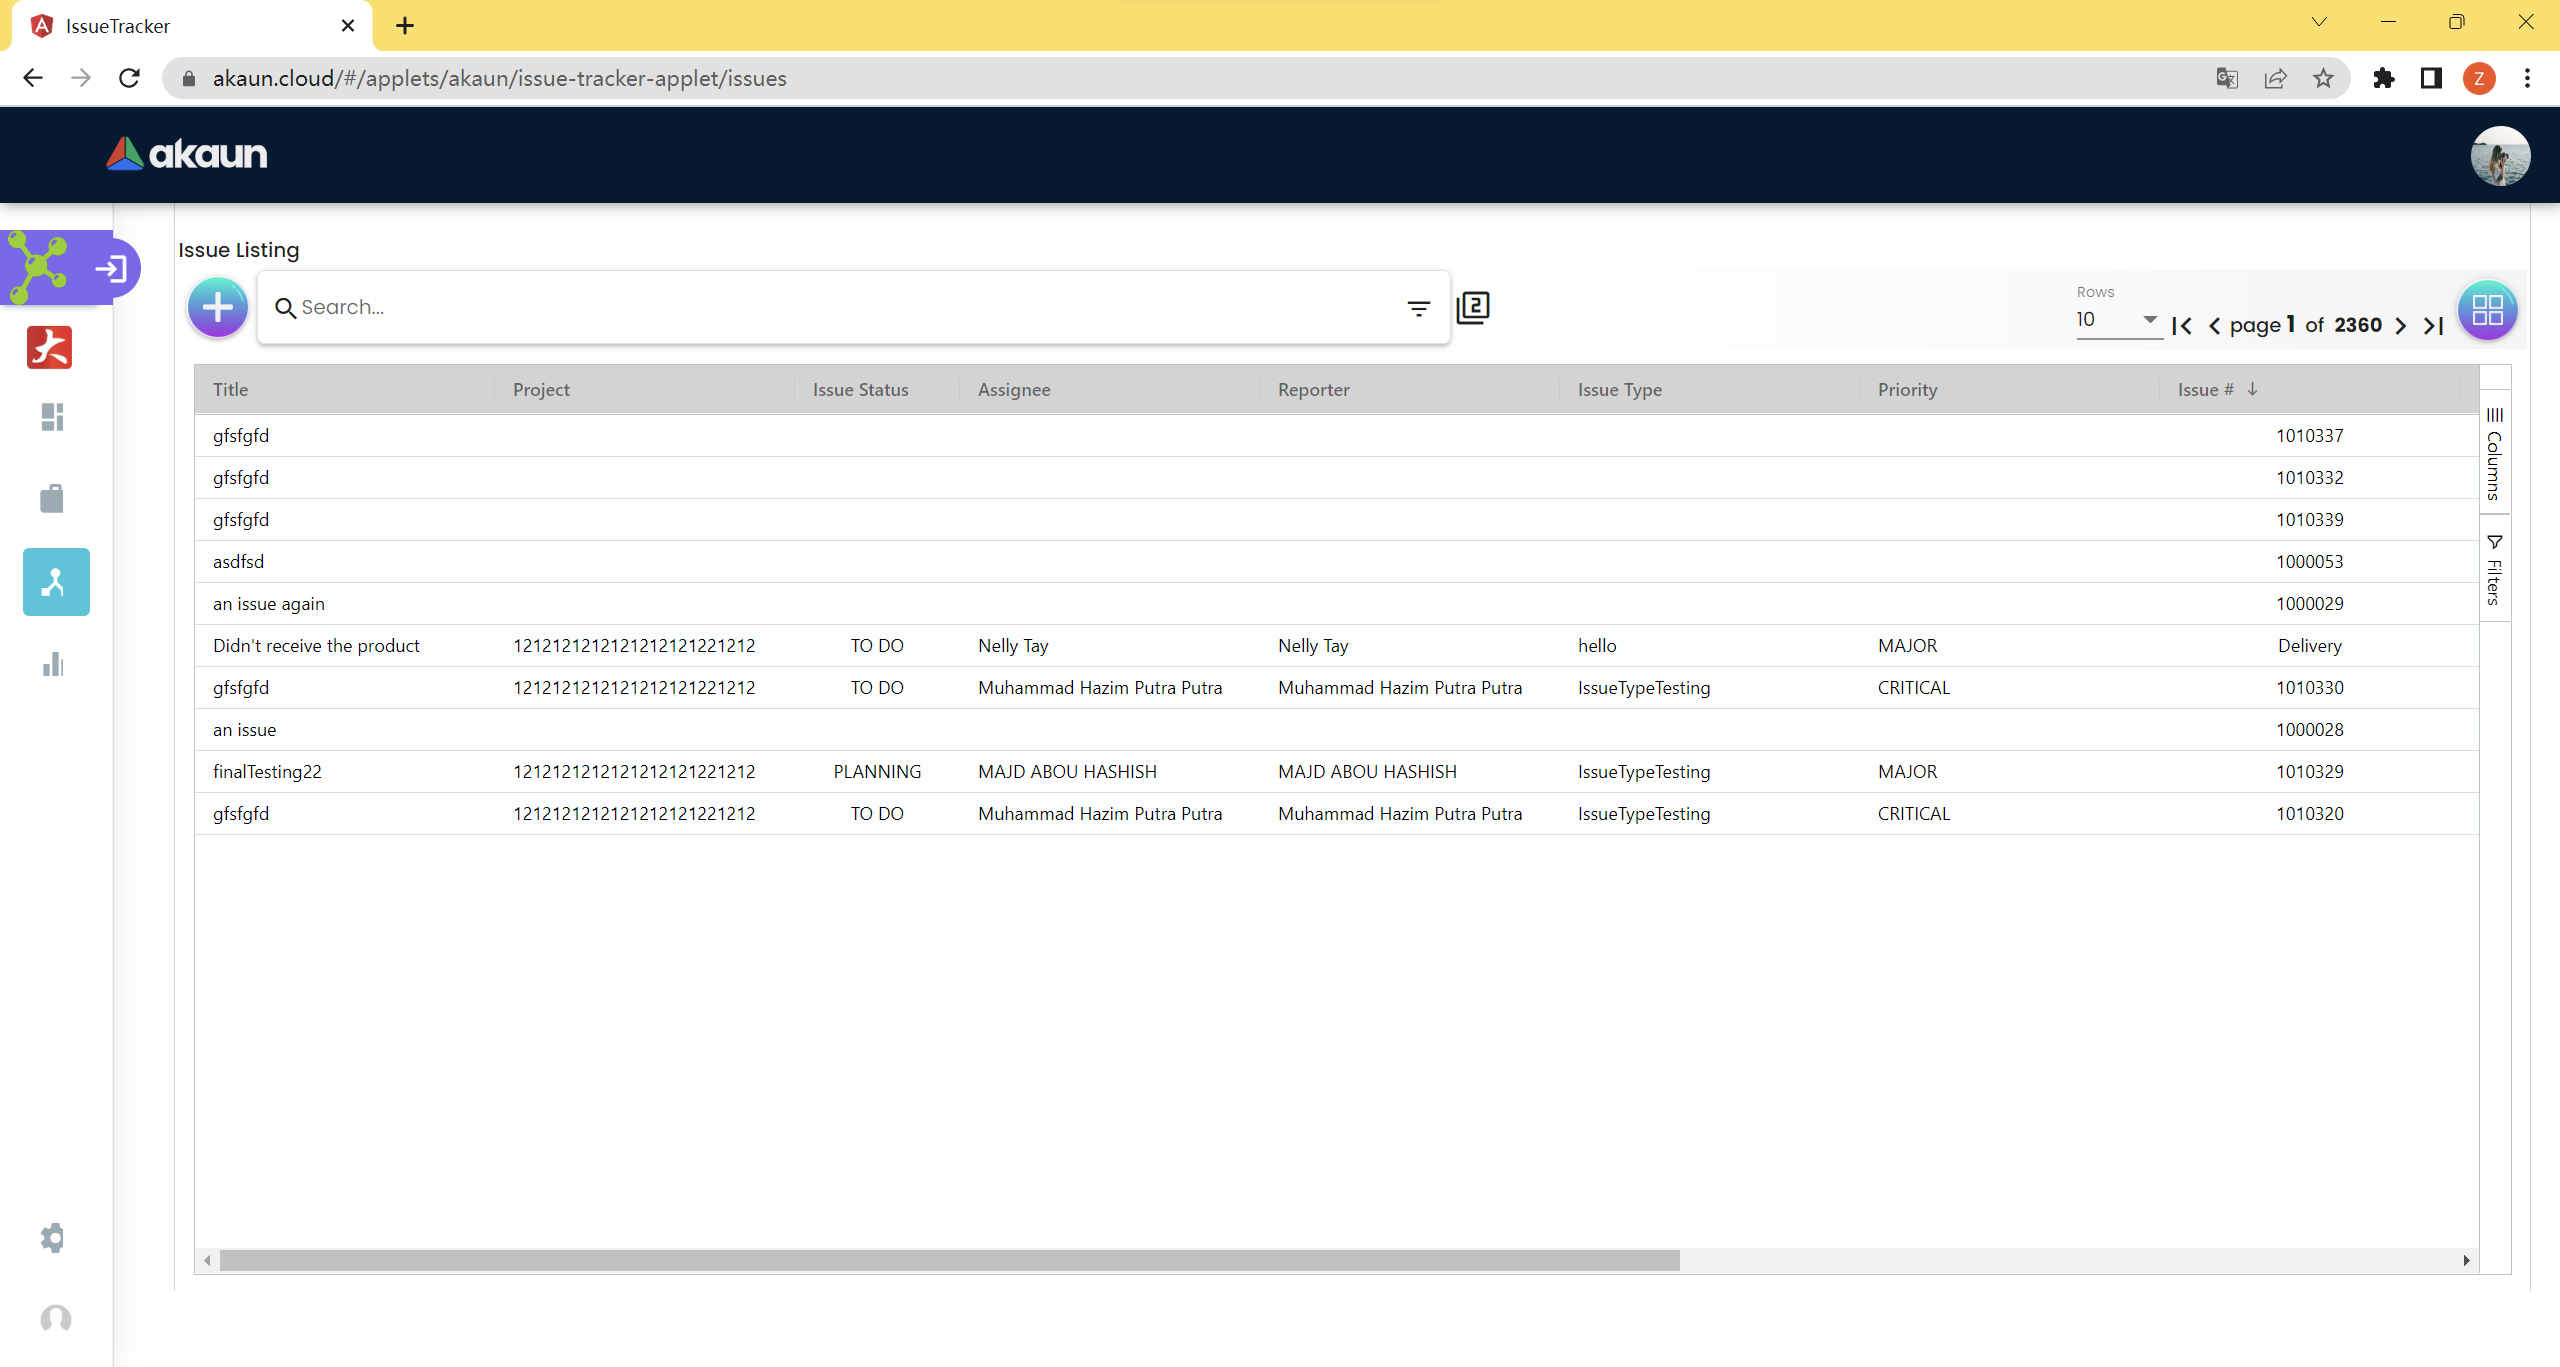 IssueTracker
akaun.cloud/#/applets/akaun/issue-tracker-applet/issues
Z
akaun
Issue Listing
Search...
2
Rows
10
page 1 of 2360
Title Project Issue Status Assignee Reporter Issue Type Priority Issue #
gfsfgfd 1010337
gfsfgfd 1010332
gfsfgfd 1010339
asdfsd 1000053
an issue again 1000029
Didn't receive the product 1212121212121212121221212 TO DO Nelly Tay Nelly Tay hello MAJOR Delivery
gfsfgfd 1212121212121212121221212 TO DO Muhammad Hazim Putra Putra Muhammad Hazim Putra Putra IssueTypeTesting CRITICAL 1010330
an issue 1000028
finalTesting22 1212121212121212121221212 PLANNING MAJD ABOU HASHISH MAJD ABOU HASHISH IssueTypeTesting MAJOR 1010329
gfsfgfd 1212121212121212121221212 TO DO Muhammad Hazim Putra Putra Muhammad Hazim Putra Putra IssueTypeTesting CRITICAL 1010320
Columns
Filters